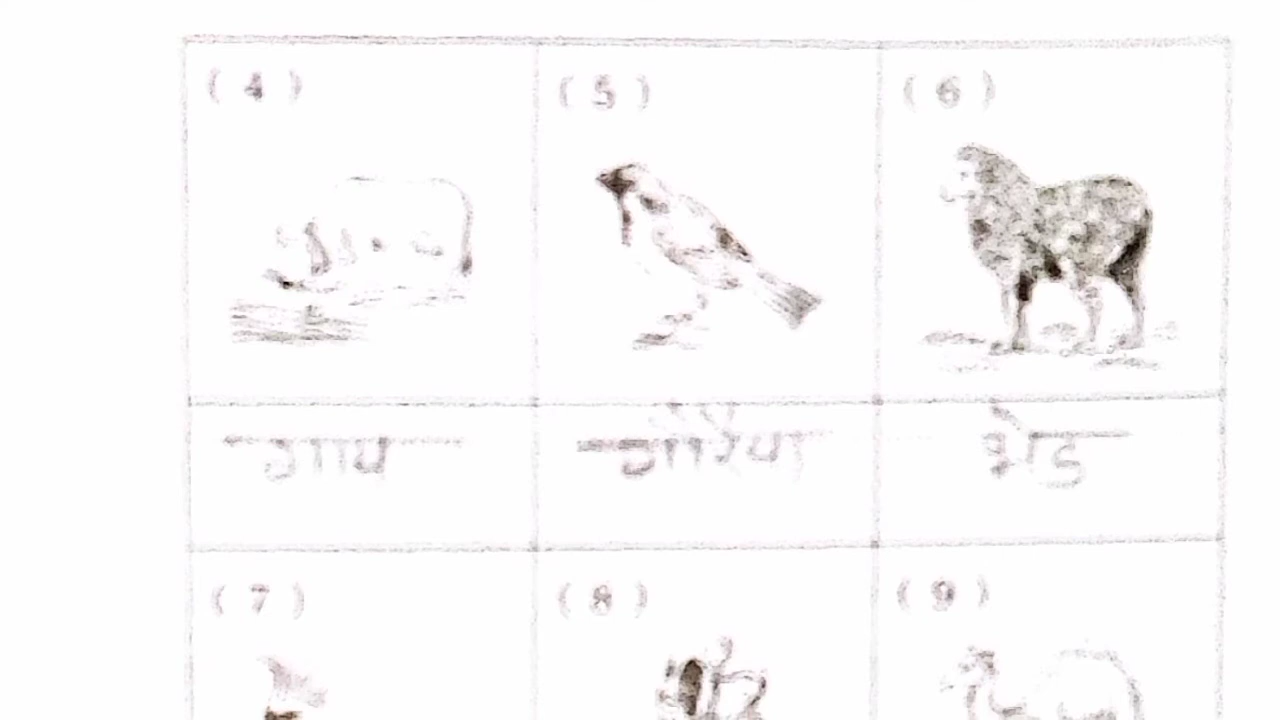 ( 4 ) ( 5 ) ( 6 )
गाय गौरैया भेड
( 7 ) ( 8 ) ( 9 )